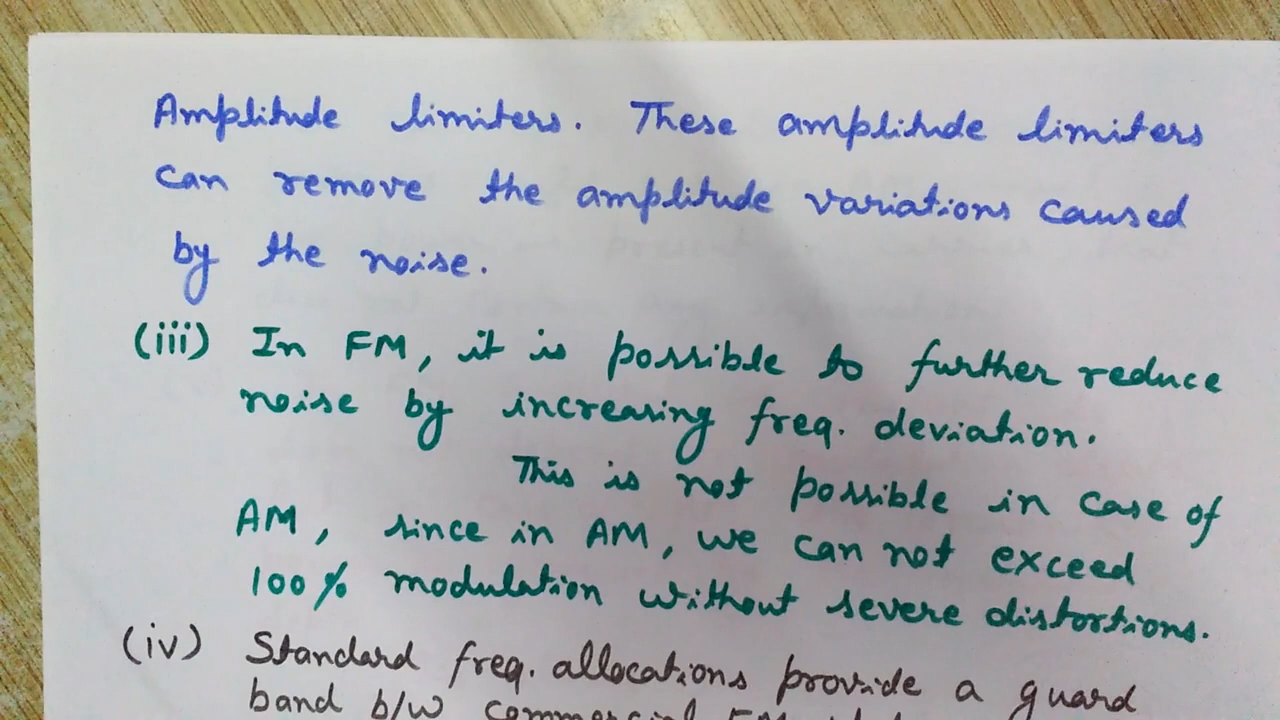 Amplitude limiters. These amplitude limiters
can remove the amplitude variations caused
by the noise.
(iii) In FM, it is possible to further reduce
noise by increasing freq. deviation.
This is not possible in case of
AM, since in AM, we can not exceed
100% modulation without severe distortions.
(iv) Standard freq. allocations provide a guard
band b/w commercial FM